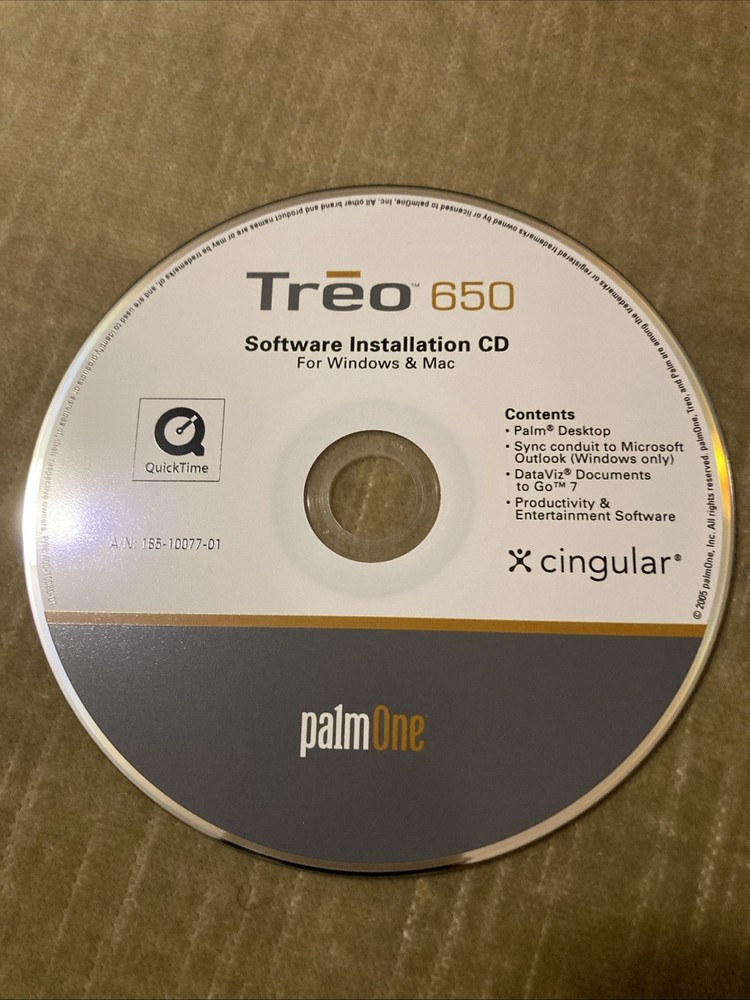 Trēo™ 650
Software Installation CD
For Windows & Mac
QuickTime
A/N: 185-10077-01
Contents
• Palm® Desktop
• Sync conduit to Microsoft
Outlook (Windows only)
• DataViz® Documents
to Go™ 7
• Productivity &
Entertainment Software
cingular®
palmOne
© 2005 palmOne, Inc. All rights reserved. palmOne, Treo, and Palm are among the trademarks or registered trademarks owned by or licensed to palmOne, Inc. All other brand and product names are or may be trademarks of, and are used to identify products or services of, their respective owners.